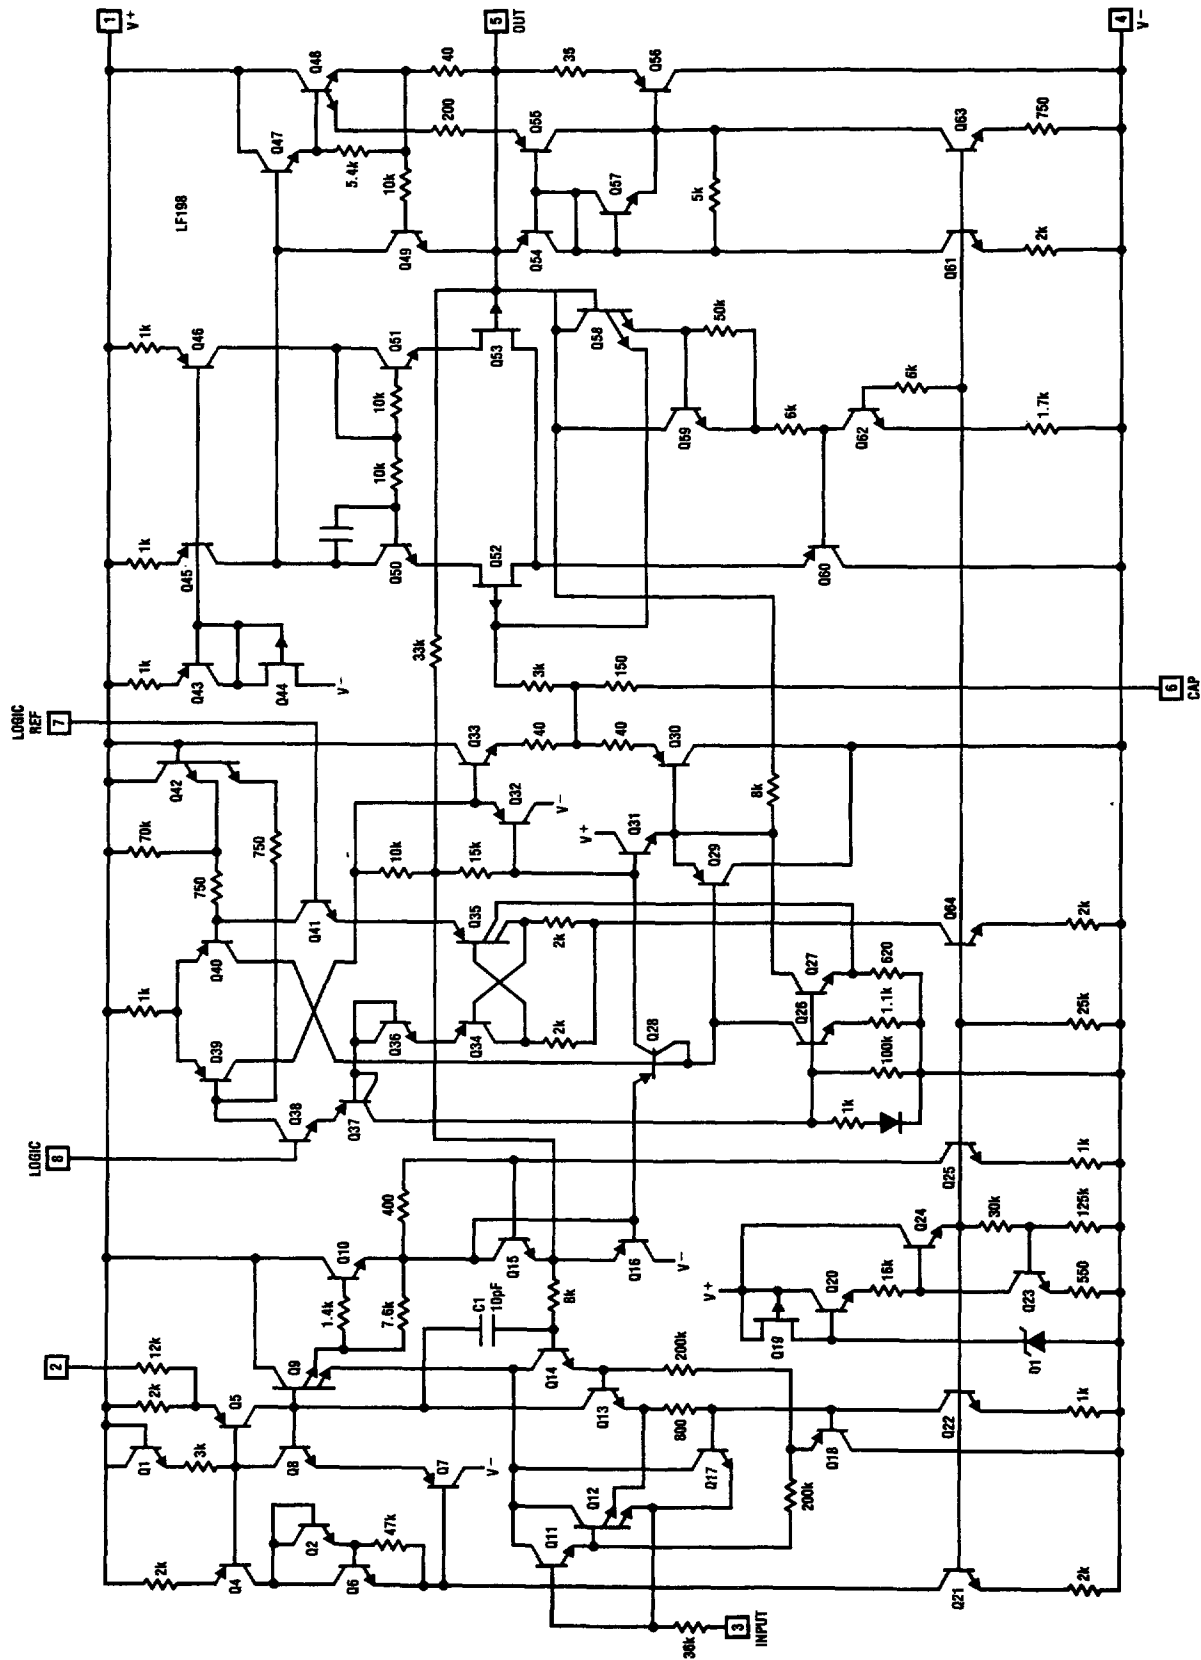 LOGIC
8
LOGIC
REF
7
2
1
V+
2k
Q1
2k
12k
1k
70k
Q42
1k
1k
1k
LF198
3k
Q5
Q4
Q39
Q40
750
750
Q43
Q45
Q46
Q47
Q48
Q2
Q8
Q9
1.4k
Q10
Q38
Q41
Q44
V-
Q6
47k
7.6k
400
Q37
Q36
5.4k
10k
Q49
10k
10k
Q51
Q50
Q7
V-
C1
10pF
Q15
Q34
Q35
10k
15k
33k
Q33
Q32
V-
40
200
Q11
Q12
Q13
Q14
8k
2k
2k
40
3k
Q52
Q53
5
OUT
Q54
Q55
35
Q16
V-
Q28
V+
Q31
40
150
Q30
Q58
Q57
Q56
36k
3
INPUT
Q17
800
200k
200k
Q18
V+
Q29
8k
Q59
50k
5k
Q19
Q20
16k
Q24
1k
100k
Q26
Q27
1.1k
620
Q60
6k
Q62
6k
Q21
Q22
Q25
Q64
Q61
Q63
D1
Q23
30k
2k
1k
550
125k
1k
25k
2k
1.7k
2k
750
6
CAP
4
V-